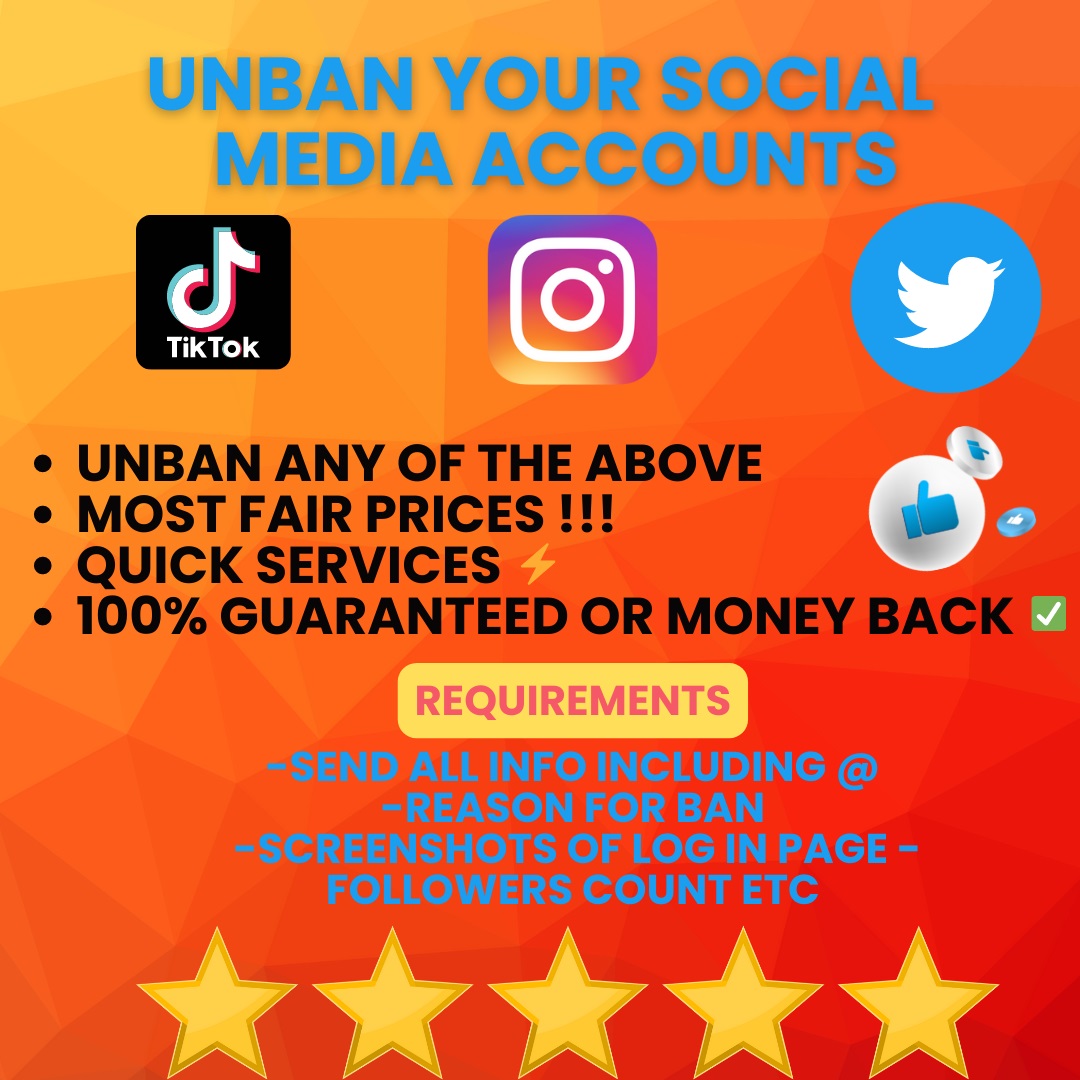 UNBAN YOUR SOCIAL
MEDIA ACCOUNTS
TikTok
• UNBAN ANY OF THE ABOVE
• MOST FAIR PRICES !!!
• QUICK SERVICES ⚡
• 100% GUARANTEED OR MONEY BACK ✅
REQUIREMENTS
-SEND ALL INFO INCLUDING @
-REASON FOR BAN
-SCREENSHOTS OF LOG IN PAGE -
FOLLOWERS COUNT ETC